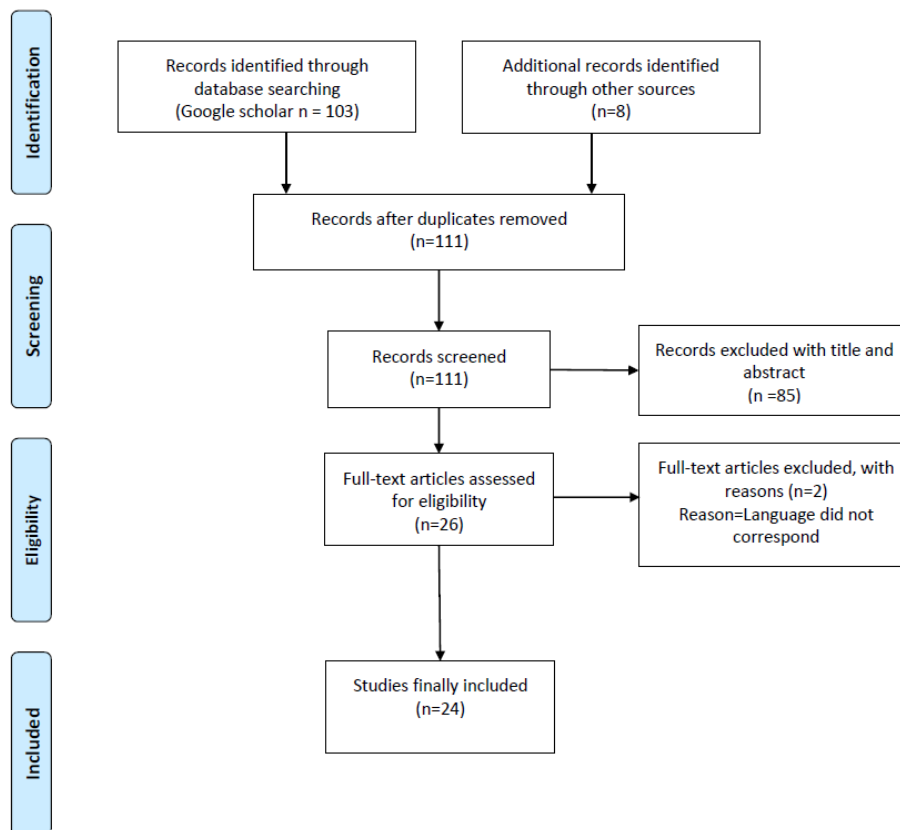 Identification
Records identified through
database searching
(Google scholar n = 103)
Additional records identified
through other sources
(n=8)
Records after duplicates removed
(n=111)
Screening
Records screened
(n=111)
Records excluded with title and
abstract
(n =85)
Eligibility
Full-text articles assessed
for eligibility
(n=26)
Full-text articles excluded, with
reasons (n=2)
Reason=Language did not
correspond
Included
Studies finally included
(n=24)